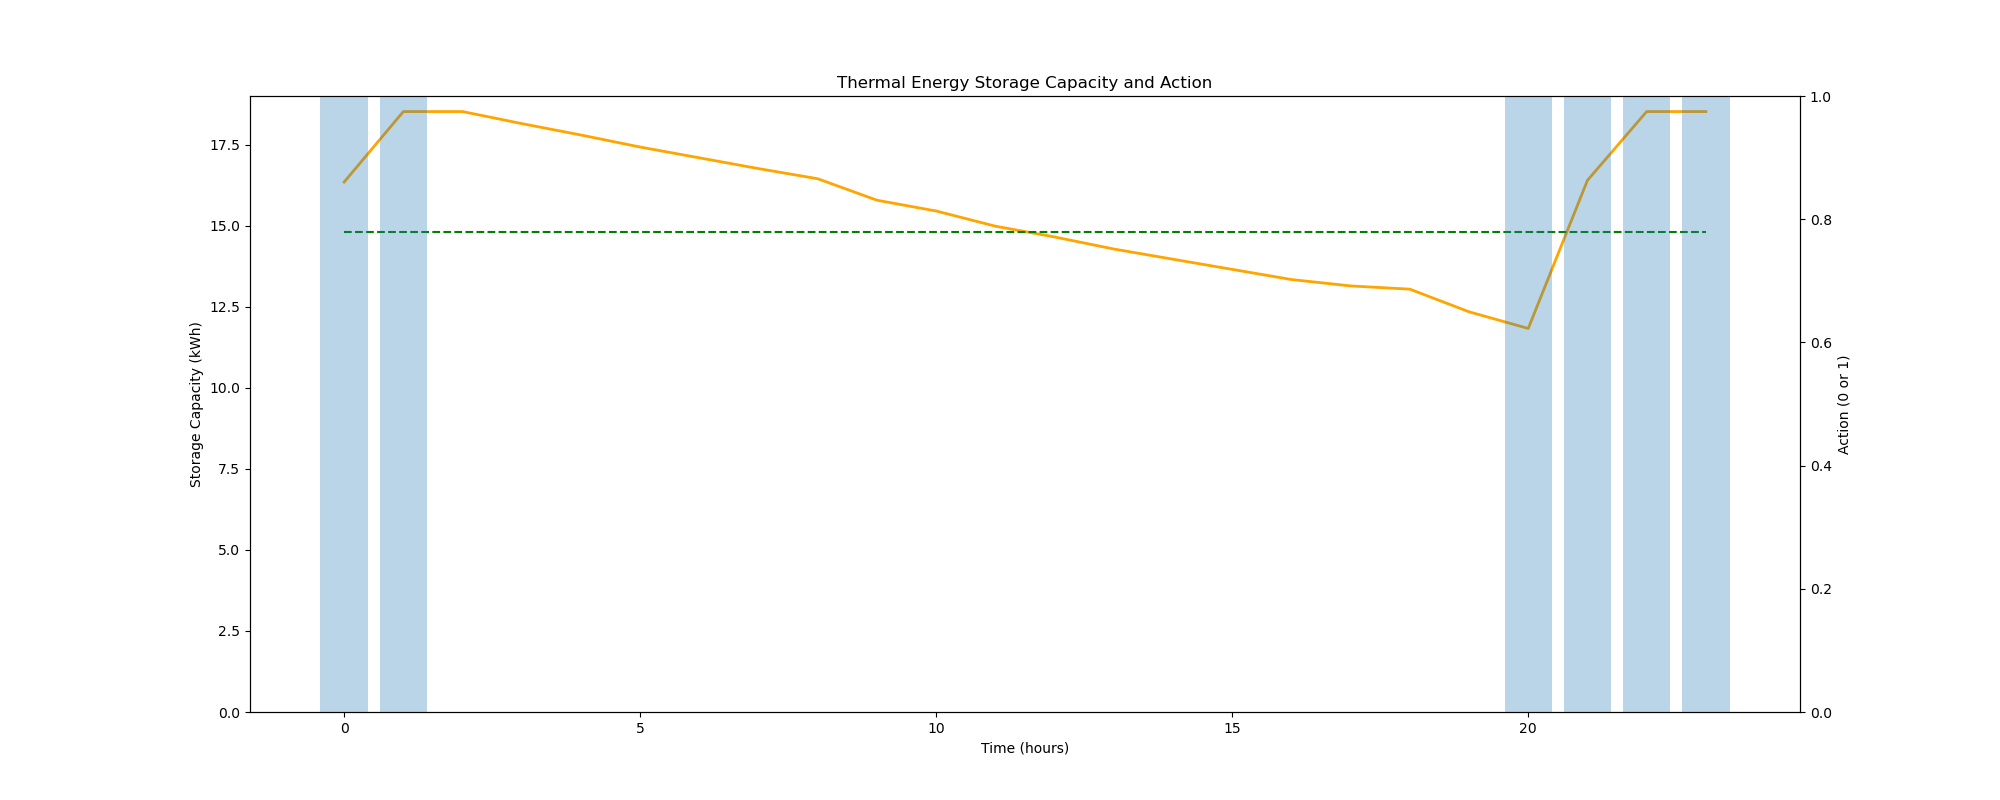 Thermal Energy Storage Capacity and Action
Storage Capacity (kWh)
17.5
15.0
12.5
10.0
7.5
5.0
2.5
0.0
1.0
0.8
0.6
0.4
0.2
0.0
Action (0 or 1)
0 5 10 15 20
Time (hours)